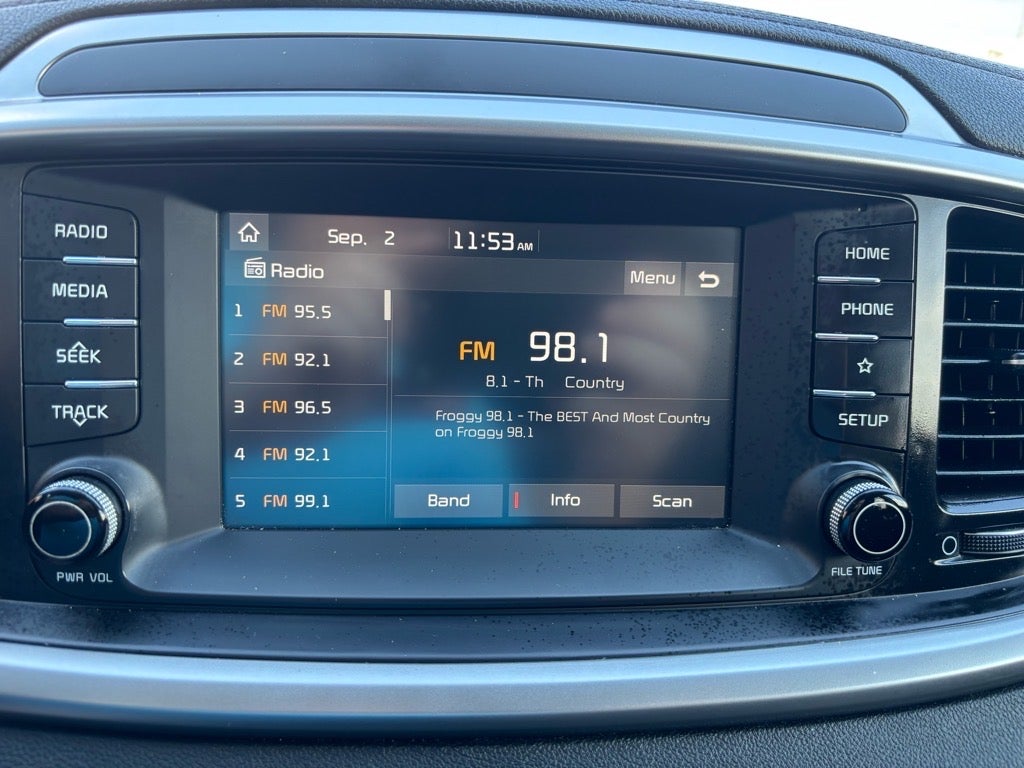 RADIO
MEDIA
SEEK
TRACK
PWR VOL
Sep. 2 11:53 AM
Radio
Menu
1 FM 95.5
2 FM 92.1
3 FM 96.5
4 FM 92.1
5 FM 99.1
FM 98.1
8.1 - Th Country
Froggy 98.1 - The BEST And Most Country
on Froggy 98.1
Band Info Scan
HOME
PHONE
SETUP
FILE TUNE